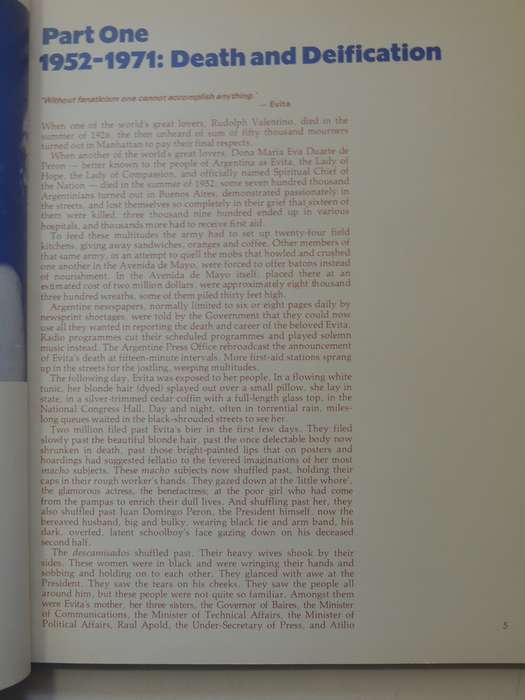 Part One
1952-1971: Death and Deification
"Without fanaticism one cannot accomplish anything."
— Evita
When one of the world's great lovers, Rudolph Valentino, died in the
summer of 1926, the then unheard of sum of fifty thousand mourners
turned out in Manhattan to pay their final respects.
When another of the world's great lovers, Dona Maria Eva Duarte de
Peron — better known to the people of Argentina as Evita, the Lady of
Hope, the Lady of Compassion, and officially named Spiritual Chief of
the Nation — died in the summer of 1952, some seven hundred thousand
Argentinians turned out in Buenos Aires, demonstrated passionately in
the streets, and lost themselves so completely in their grief that sixteen of
them were killed, three thousand nine hundred ended up in various
hospitals, and thousands more had to receive first aid.
To feed these multitudes the army had to set up twenty-four field
kitchens, giving away sandwiches, oranges and coffee. Other members of
that same army, in an attempt to quell the mobs that howled and crushed
one another in the Avenida de Mayo, were forced to offer batons instead
of nourishment. In the Avenida de Mayo itself, placed there at an
estimated cost of two million dollars, were approximately eight thousand
three hundred wreaths, some of them piled thirty feet high.
Argentine newspapers, normally limited to six or eight pages daily by
newsprint shortages, were told by the Government that they could now
use all they wanted in reporting the death and career of the beloved Evita.
Radio programmes cut their scheduled programmes and played solemn
music instead. The Argentine Press Office rebroadcast the announcement
of Evita's death at fifteen-minute intervals. More first-aid stations sprang
up in the streets for the jostling, weeping multitudes.
The following day, Evita was exposed to her people. In a flowing white
tunic, her blonde hair (dyed) splayed out over a small pillow, she lay in
state, in a silver-trimmed cedar coffin with a full-length glass top, in the
National Congress Hall. Day and night, often in torrential rain, miles-
long queues waited in the black-shrouded streets to see her.
Two million filed past Evita's bier in the first few days. They filed
slowly past the beautiful blonde hair, past the once delectable body now
shrunken in death, past those bright-painted lips that on posters and
hoardings had suggested fellatio to the fevered imaginations of her most
macho subjects. These macho subjects now shuffled past, holding their
caps in their rough worker's hands. They gazed down at the 'little whore',
the glamorous actress, the benefactress; at the poor girl who had come
from the pampas to enrich their dull lives. And shuffling past her, they
also shuffled past Juan Domingo Peron, the President himself, now the
bereaved husband, big and bulky, wearing black tie and arm band, his
dark, overfed, latent schoolboy's face gazing down on his deceased
second half.
The descamisados shuffled past. Their heavy wives shook by their
sides. These women were in black and were wringing their hands and
sobbing and holding on to each other. They glanced with awe at the
President. They saw the tears on his cheeks. They saw the people all
around him, but these people were not quite so familiar. Amongst them
were Evita's mother, her three sisters, the Governor of Baires, the Minister
of Communications, the Minister of Technical Affairs, the Minister of
Political Affairs, Raul Apold, the Under-Secretary of Press, and Atilio
5